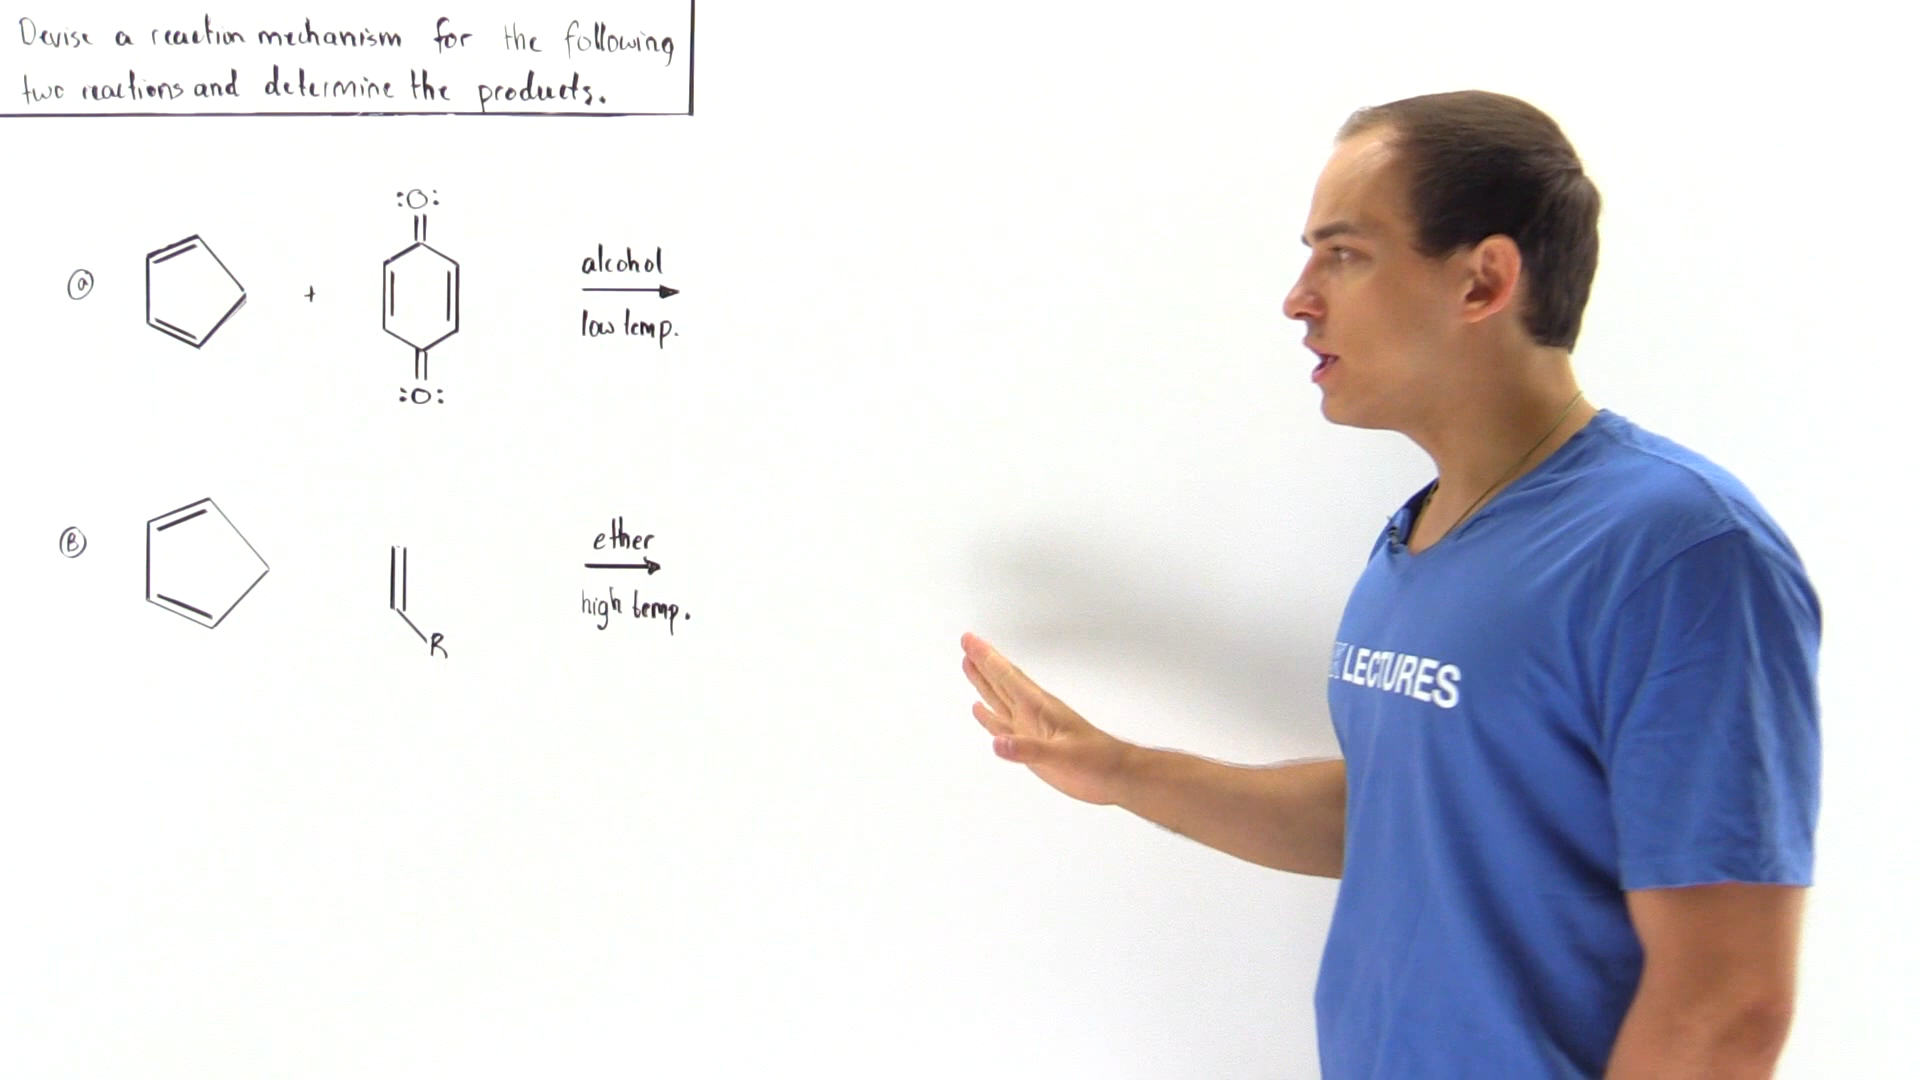 Devise a reaction mechanism for the following
two reactions and determine the products.
:O:
a
+
alcohol
low temp.
:O:
B
ether
high temp.
R
LECTURES